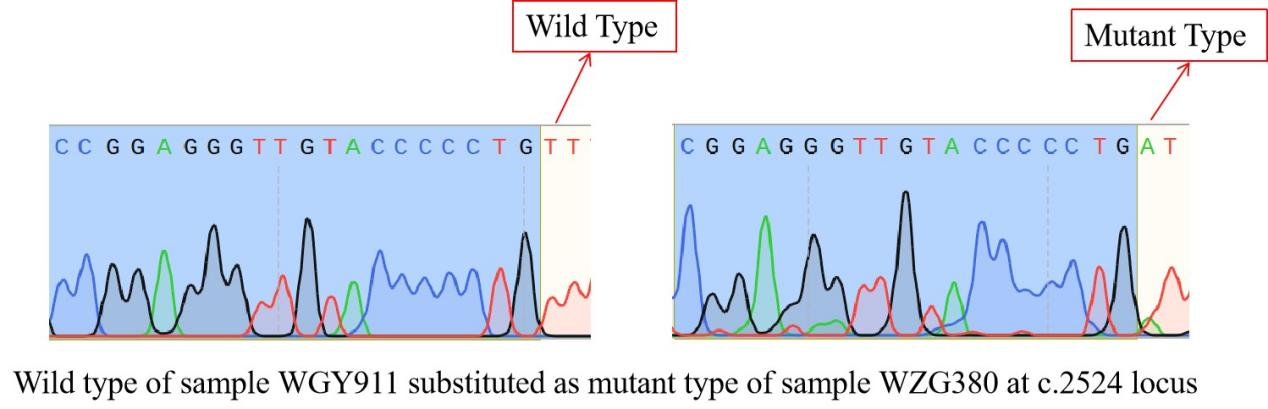 Wild Type
Mutant Type
C C G G A G G G T T G T A C C C C C T G T T
C G G A G G G T T G T A C C C C C T G A T
Wild type of sample WGY911 substituted as mutant type of sample WZG380 at c.2524 locus